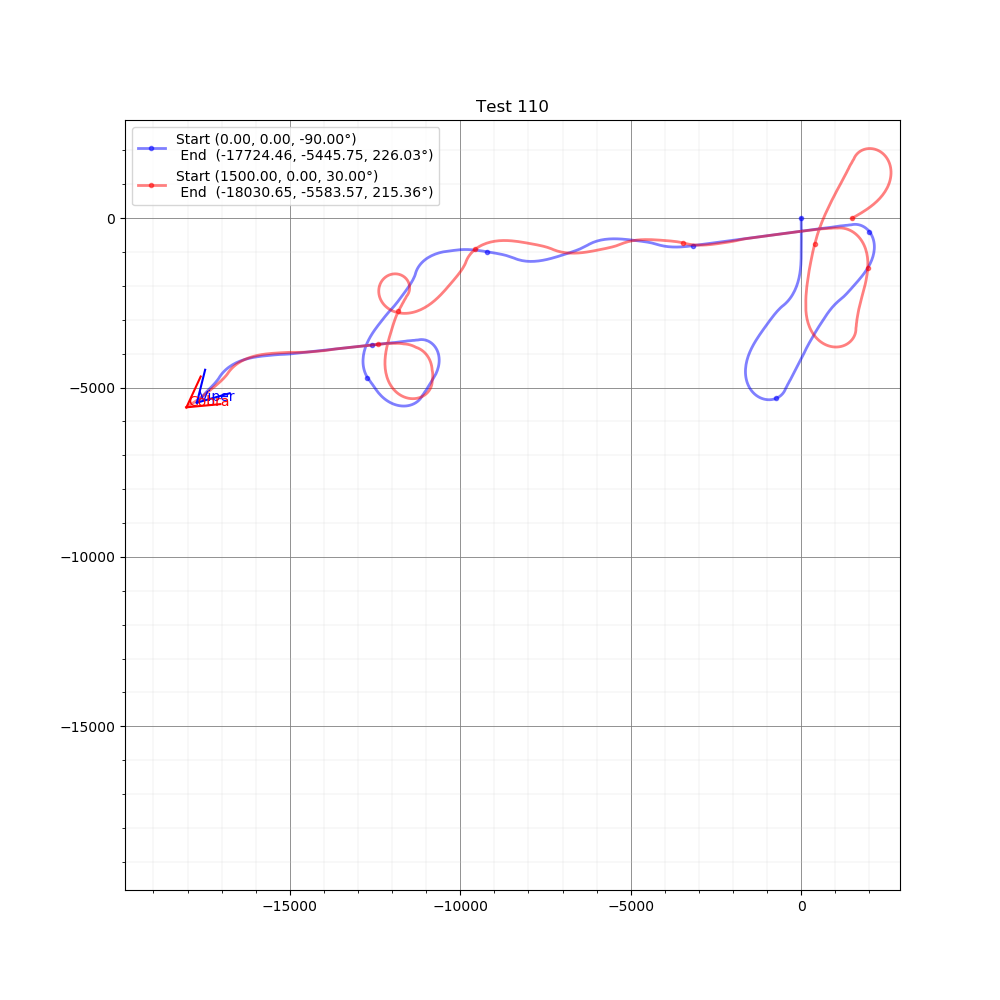 Test 110
Start (0.00, 0.00, -90.00°)
End (-17724.46, -5445.75, 226.03°)
Start (1500.00, 0.00, 30.00°)
End (-18030.65, -5583.57, 215.36°)
0
−5000
−10000
−15000
−15000 −10000 −5000 0